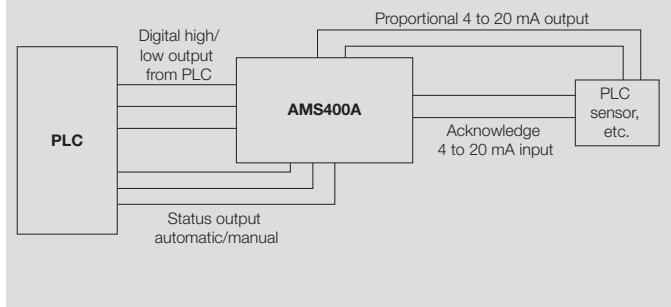 Proportional 4 to 20 mA output
Digital high/
low output
from PLC
PLC
AMS400A
PLC
sensor,
etc.
Acknowledge
4 to 20 mA input
Status output
automatic/manual